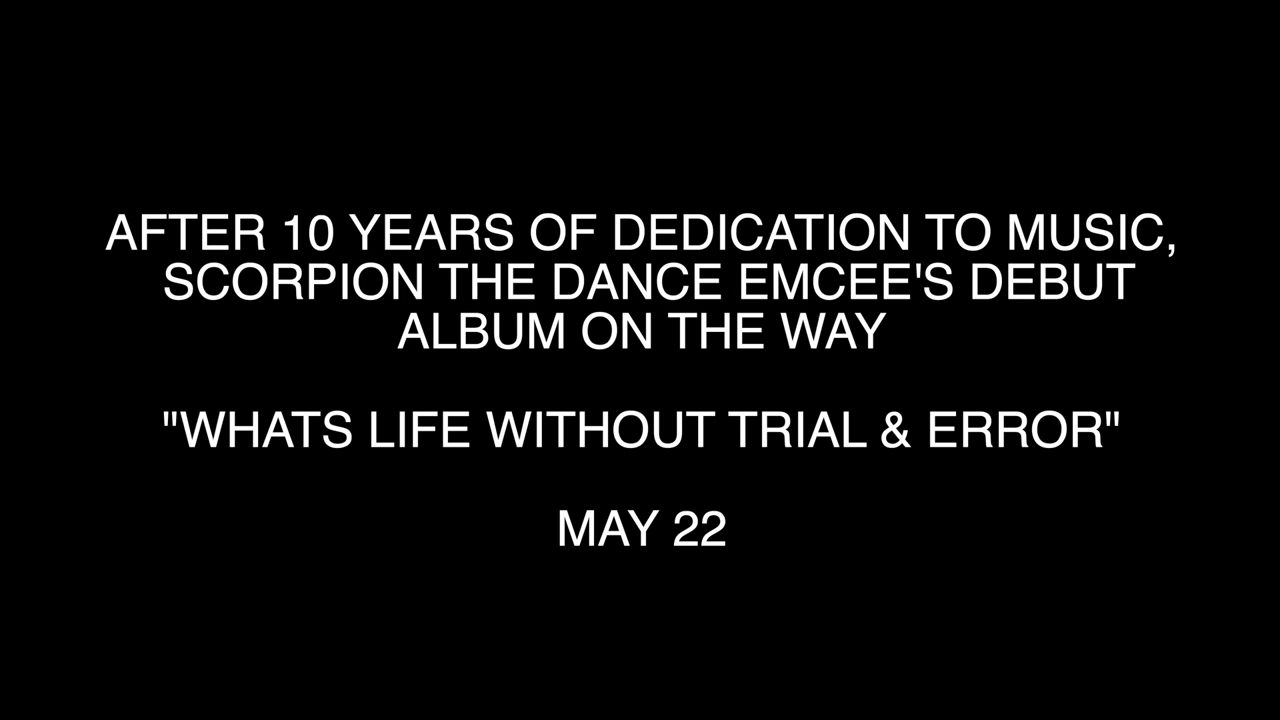 AFTER 10 YEARS OF DEDICATION TO MUSIC,
SCORPION THE DANCE EMCEE'S DEBUT
ALBUM ON THE WAY
"WHATS LIFE WITHOUT TRIAL & ERROR"
MAY 22